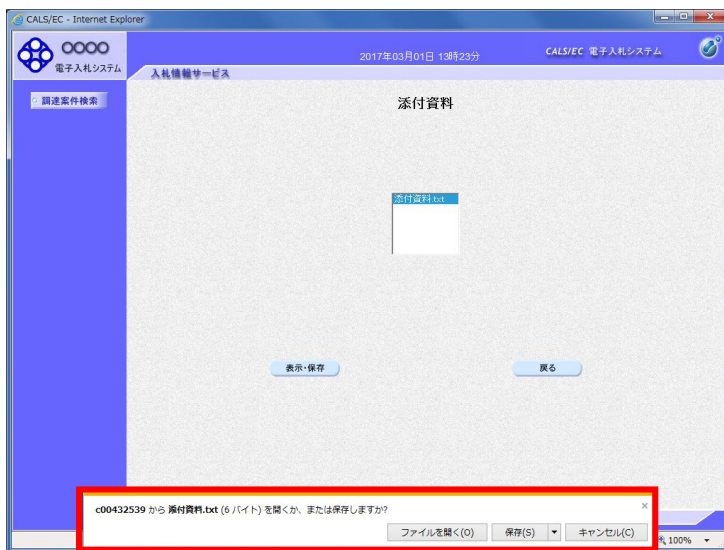 CALS/EC - Internet Explorer
OOOO
電子入札システム
2017年03月01日 13時23分
CALS/EC 電子入札システム
入札情報サービス
調達案件検索
添付資料
添付資料.txt
表示・保存
戻る
c00432539 から 添付資料.txt (6 バイト) を開くか、または保存しますか?
×
ファイルを開く(O)
保存(S)
キャンセル(C)
100%